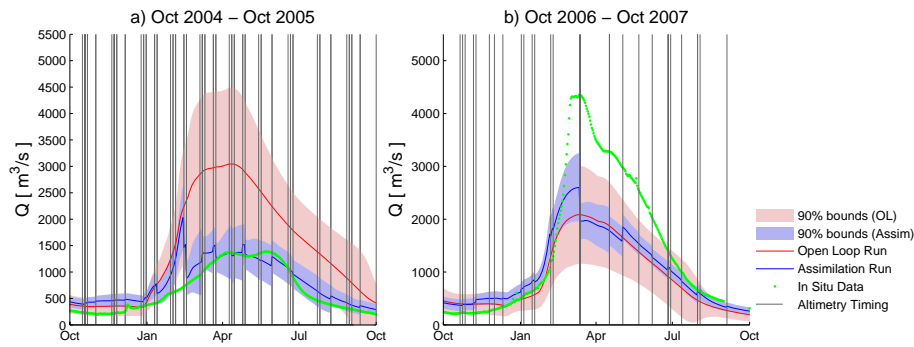 a) Oct 2004 – Oct 2005
b) Oct 2006 – Oct 2007
Q [ m³/s]
5500
5000
4500
4000
3500
3000
2500
2000
1500
1000
500
0
Oct Jan Apr Jul Oct
Q [ m³/s]
5000
4000
3000
2000
1000
0
Oct Jan Apr Jul Oct
90% bounds (OL)
90% bounds (Assim)
Open Loop Run
Assimilation Run
In Situ Data
Altimetry Timing